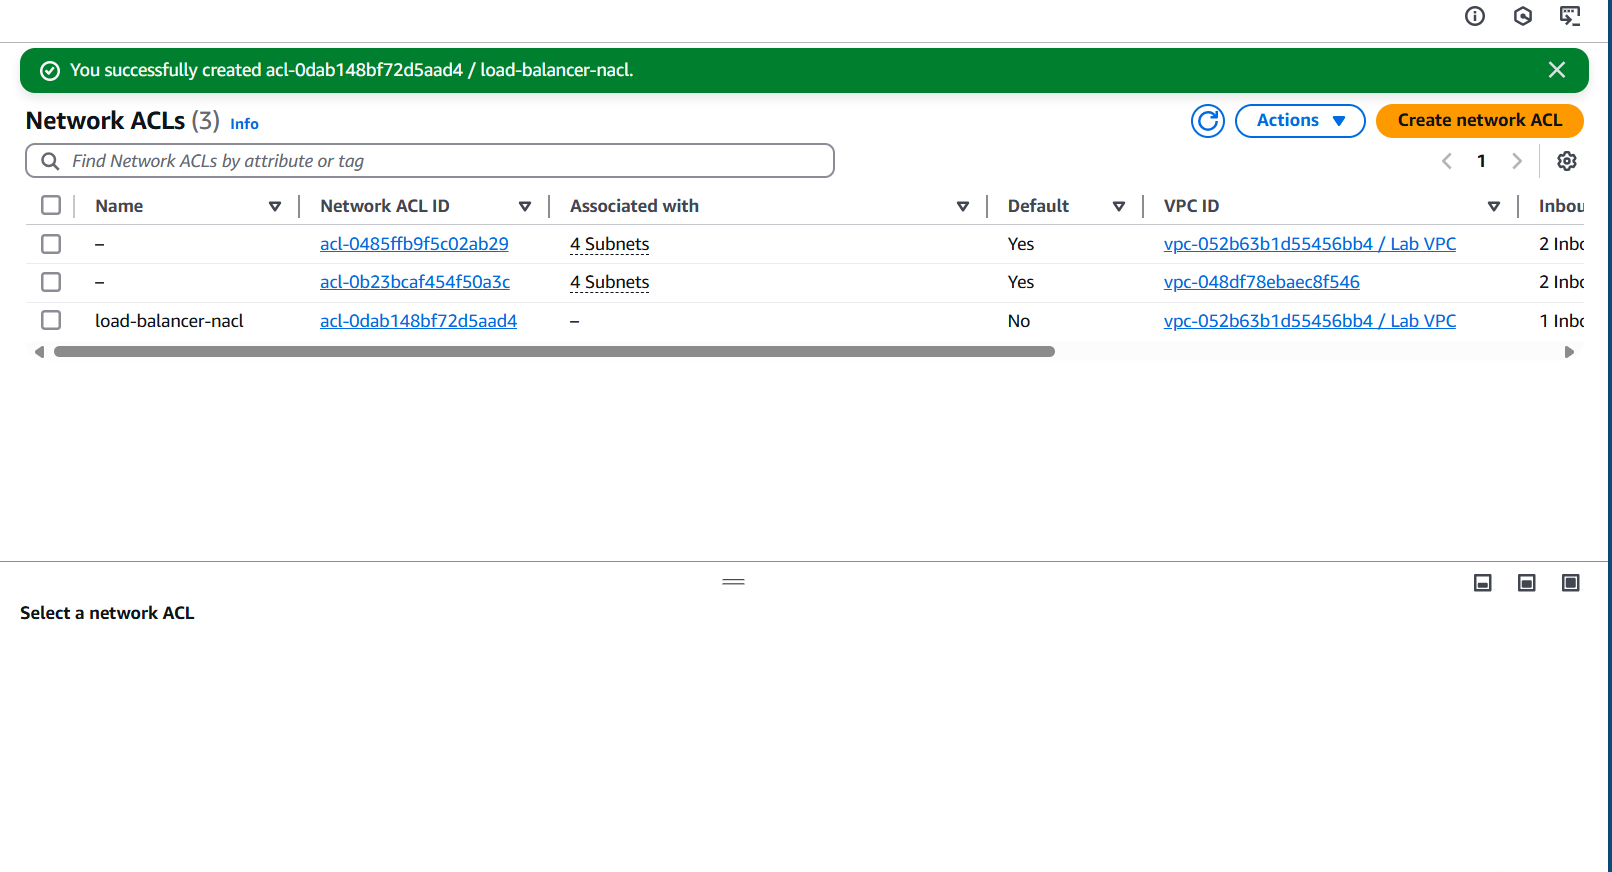 You successfully created acl-0dab148bf72d5aad4 / load-balancer-nacl.
Network ACLs (3) Info
Actions
Create network ACL
Find Network ACLs by attribute or tag
1
Name Network ACL ID Associated with Default VPC ID Inbou
– acl-0485ffb9f5c02ab29 4 Subnets Yes vpc-052b63b1d55456bb4 / Lab VPC 2 Inbo
– acl-0b23bcaf454f50a3c 4 Subnets Yes vpc-048df78ebaec8f546 2 Inbo
load-balancer-nacl acl-0dab148bf72d5aad4 – No vpc-052b63b1d55456bb4 / Lab VPC 1 Inbo
Select a network ACL